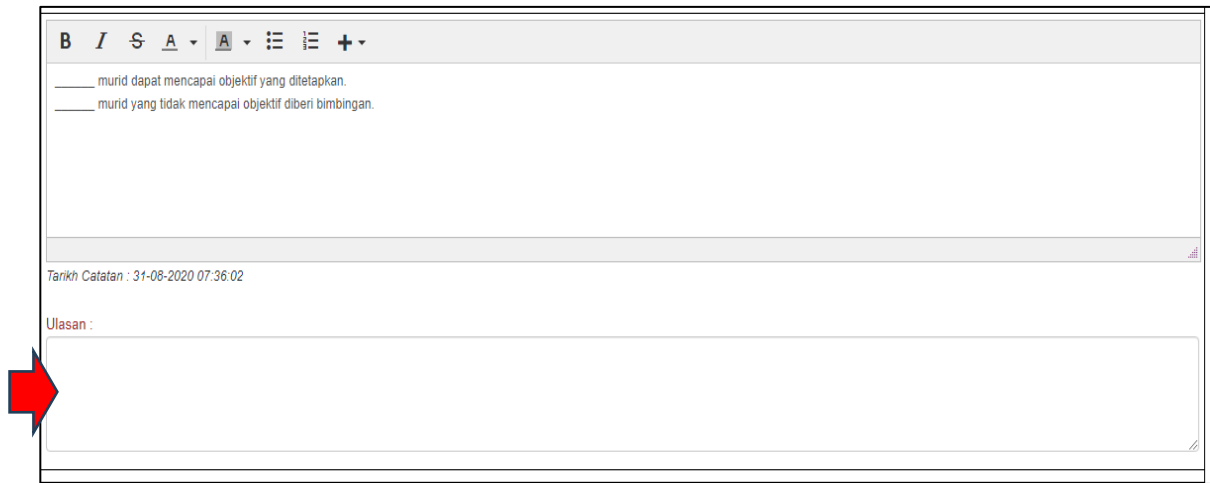 B I S A A
______ murid dapat mencapai objektif yang ditetapkan.
______ murid yang tidak mencapai objektif diberi bimbingan.
Tarikh Catatan : 31-08-2020 07:36:02
Ulasan :